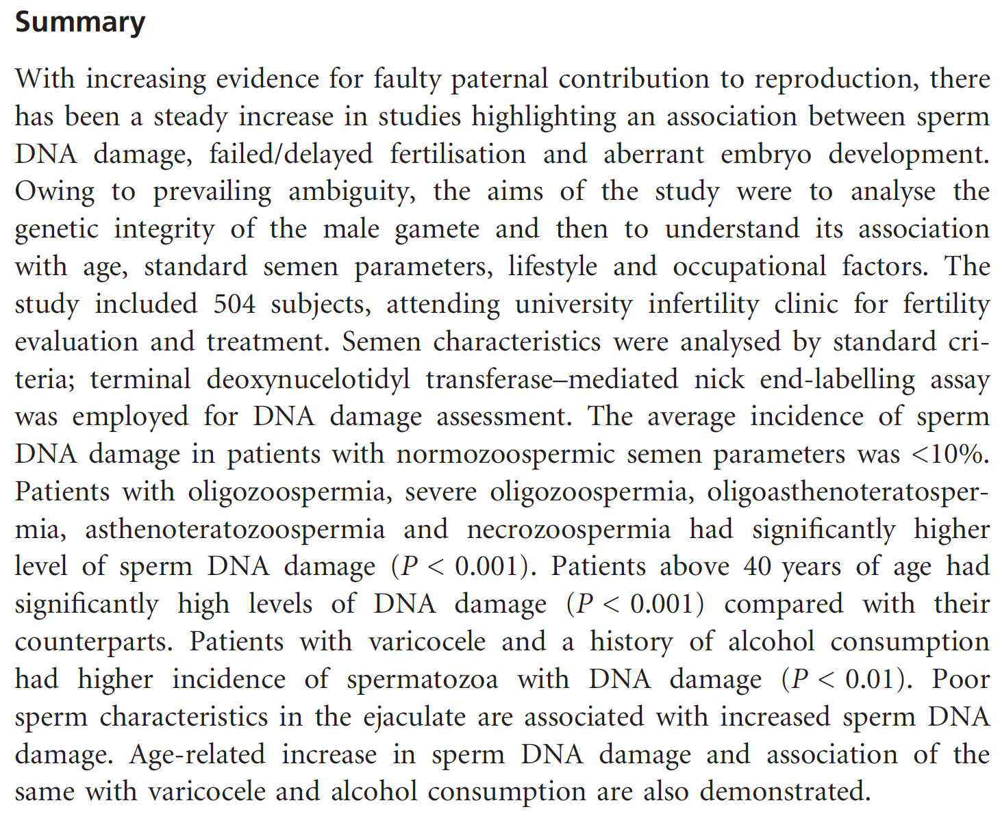 Summary
With increasing evidence for faulty paternal contribution to reproduction, there
has been a steady increase in studies highlighting an association between sperm
DNA damage, failed/delayed fertilisation and aberrant embryo development.
Owing to prevailing ambiguity, the aims of the study were to analyse the
genetic integrity of the male gamete and then to understand its association
with age, standard semen parameters, lifestyle and occupational factors. The
study included 504 subjects, attending university infertility clinic for fertility
evaluation and treatment. Semen characteristics were analysed by standard cri-
teria; terminal deoxynucelotidyl transferase–mediated nick end-labelling assay
was employed for DNA damage assessment. The average incidence of sperm
DNA damage in patients with normozoospermic semen parameters was <10%.
Patients with oligozoospermia, severe oligozoospermia, oligoasthenoteratosper-
mia, asthenoteratozoospermia and necrozoospermia had significantly higher
level of sperm DNA damage (P < 0.001). Patients above 40 years of age had
significantly high levels of DNA damage (P < 0.001) compared with their
counterparts. Patients with varicocele and a history of alcohol consumption
had higher incidence of spermatozoa with DNA damage (P < 0.01). Poor
sperm characteristics in the ejaculate are associated with increased sperm DNA
damage. Age-related increase in sperm DNA damage and association of the
same with varicocele and alcohol consumption are also demonstrated.